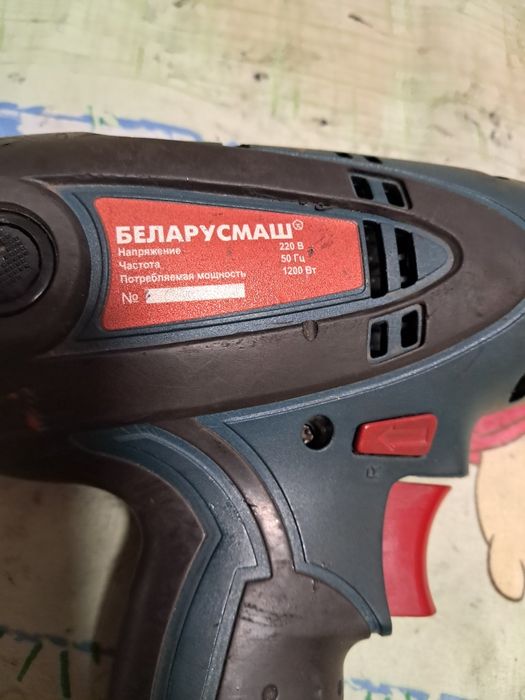 БЕЛАРУСМАШ®
Напряжение 220 В
Частота 50 Гц
Потребляемая мощность 1200 Вт
№
R